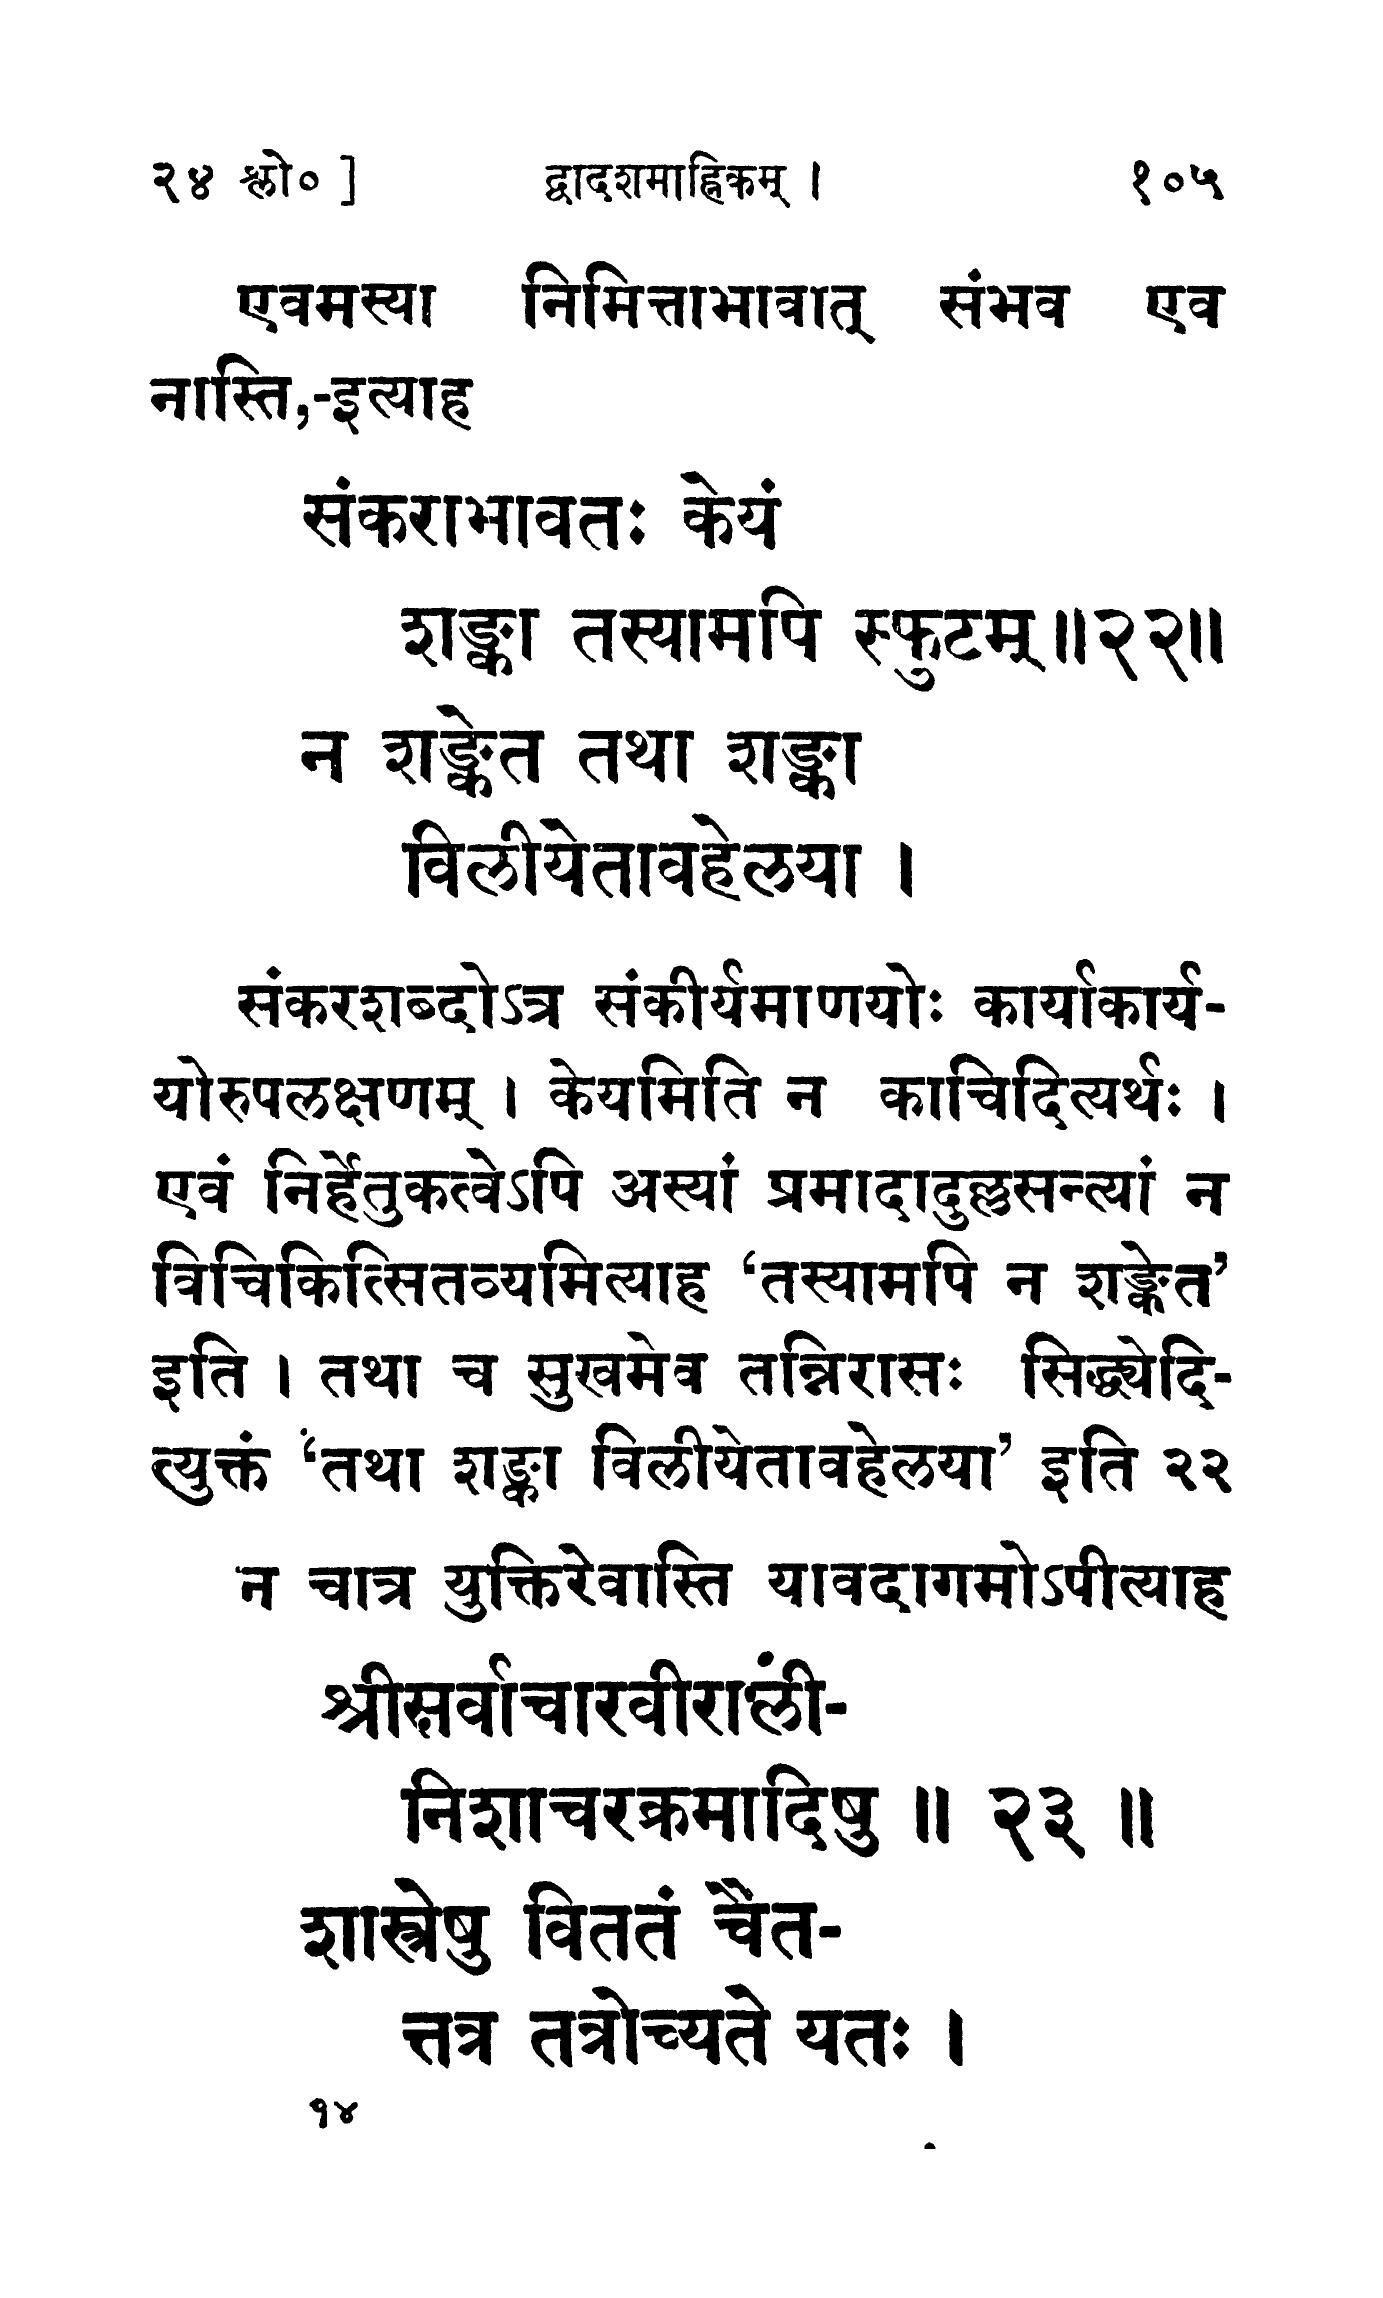 २४ श्लो० ] द्वादशमाह्निकम् । १०५
एवमस्या निमित्ताभावात् संभव एव
नास्ति,-इत्याह
संकराभावतः केयं
शङ्का तस्यामपि स्फुटम्॥२२॥
न शङ्केत तथा शङ्का
विलीयेतावहेलया ।
संकरशब्दोऽत्र संकीर्यमाणयोः कार्याकार्य-
योरुपलक्षणम् । केयमिति न काचिदित्यर्थः ।
एवं निर्हेतुकत्वेऽपि अस्यां प्रमादादुल्लसन्त्यां न
विचिकित्सितव्यमित्याह ‘तस्यामपि न शङ्केत’
इति । तथा च सुखमेव तन्निरासः सिद्ध्येदि-
त्युक्तं ‘तथा शङ्का विलीयेतावहेलया’ इति २२
न चात्र युक्तिरेवास्ति यावदागमोऽपीत्याह
श्रीसर्वाचारवीराली-
निशाचरक्रमादिषु ॥ २३ ॥
शास्त्रेषु विततं चैत-
त्तत्र तत्रोच्यते यतः ।
१४